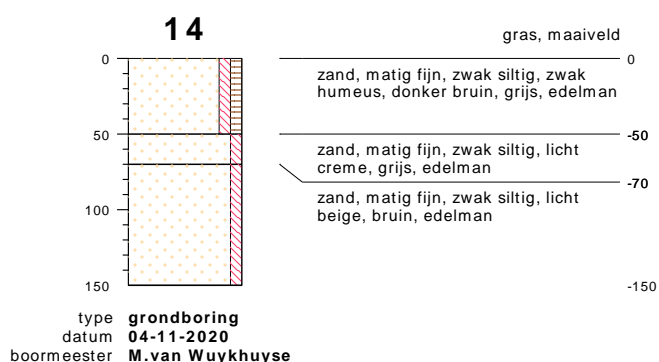 14
gras, maaiveld
0
0
zand, matig fijn, zwak siltig, zwak
humeus, donker bruin, grijs, edelman
50
-50
zand, matig fijn, zwak siltig, licht
creme, grijs, edelman
-70
zand, matig fijn, zwak siltig, licht
beige, bruin, edelman
100
150
-150
type grondboring
datum 04-11-2020
boormeester M.van Wuykhuyse